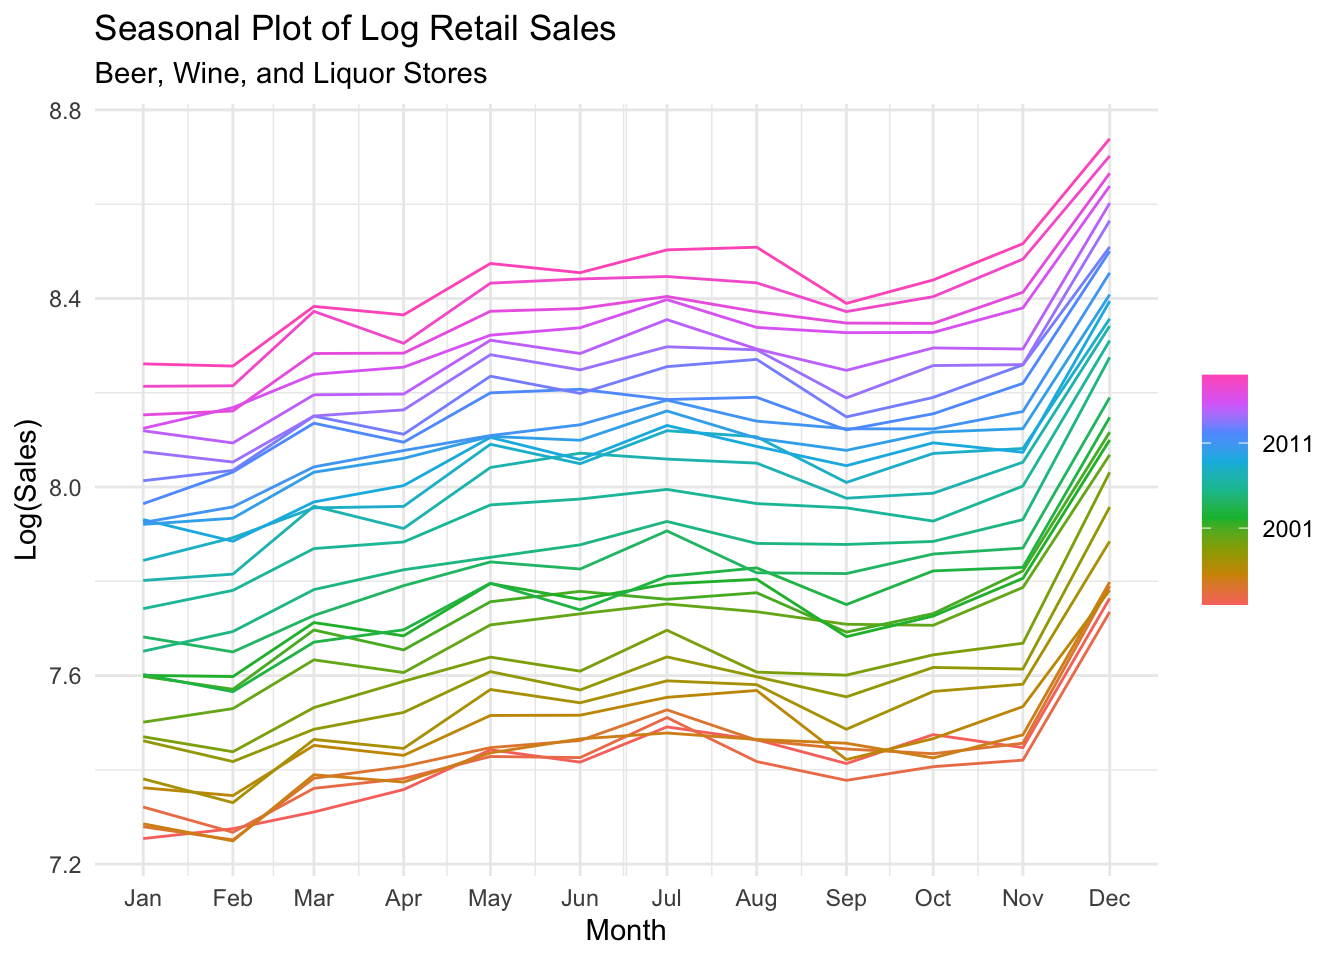 Seasonal Plot of Log Retail Sales
Beer, Wine, and Liquor Stores
8.8
8.4
8.0
7.6
7.2
Log(Sales)
Jan Feb Mar Apr May Jun Jul Aug Sep Oct Nov Dec
Month
2011
2001